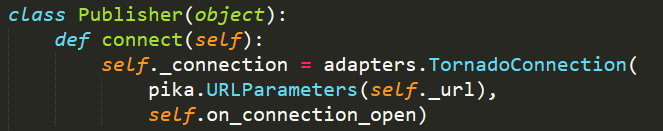 class Publisher(object):
    def connect(self):
        self._connection = adapters.TornadoConnection(
            pika.URLParameters(self._url),
            self.on_connection_open)